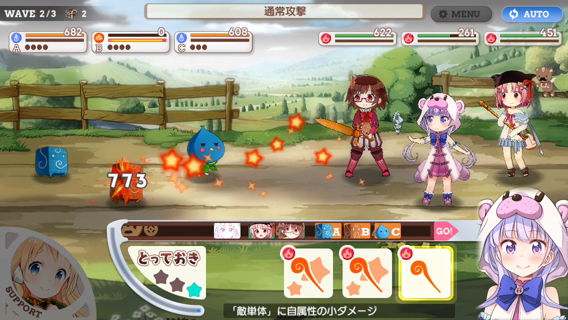 WAVE 2/3 2
通常攻撃
MENU
AUTO
682
A
0
B
608
C
622
261
451
773
A B C GO!
とっておき
SUPPORT
「敵単体」に自属性の小ダメージ